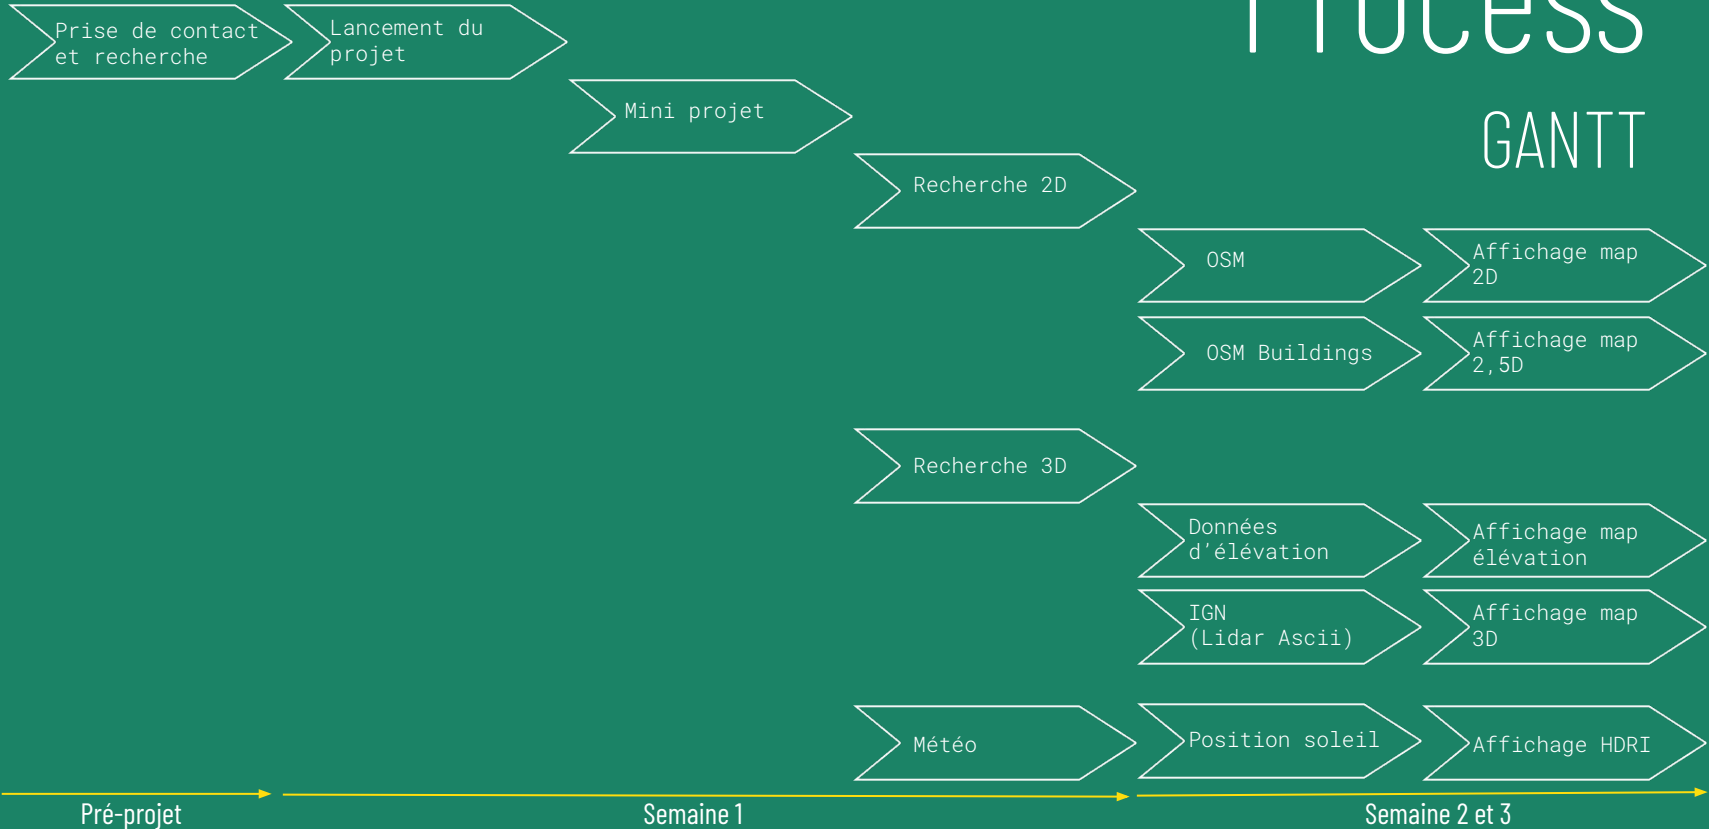 Process
GANTT
Prise de contact
et recherche
Lancement du
projet
Mini projet
Recherche 2D
OSM
Affichage map
2D
OSM Buildings
Affichage map
2,5D
Recherche 3D
Données
d'élévation
Affichage map
élévation
IGN
(Lidar Ascii)
Affichage map
3D
Météo
Position soleil
Affichage HDRI
Pré-projet
Semaine 1
Semaine 2 et 3